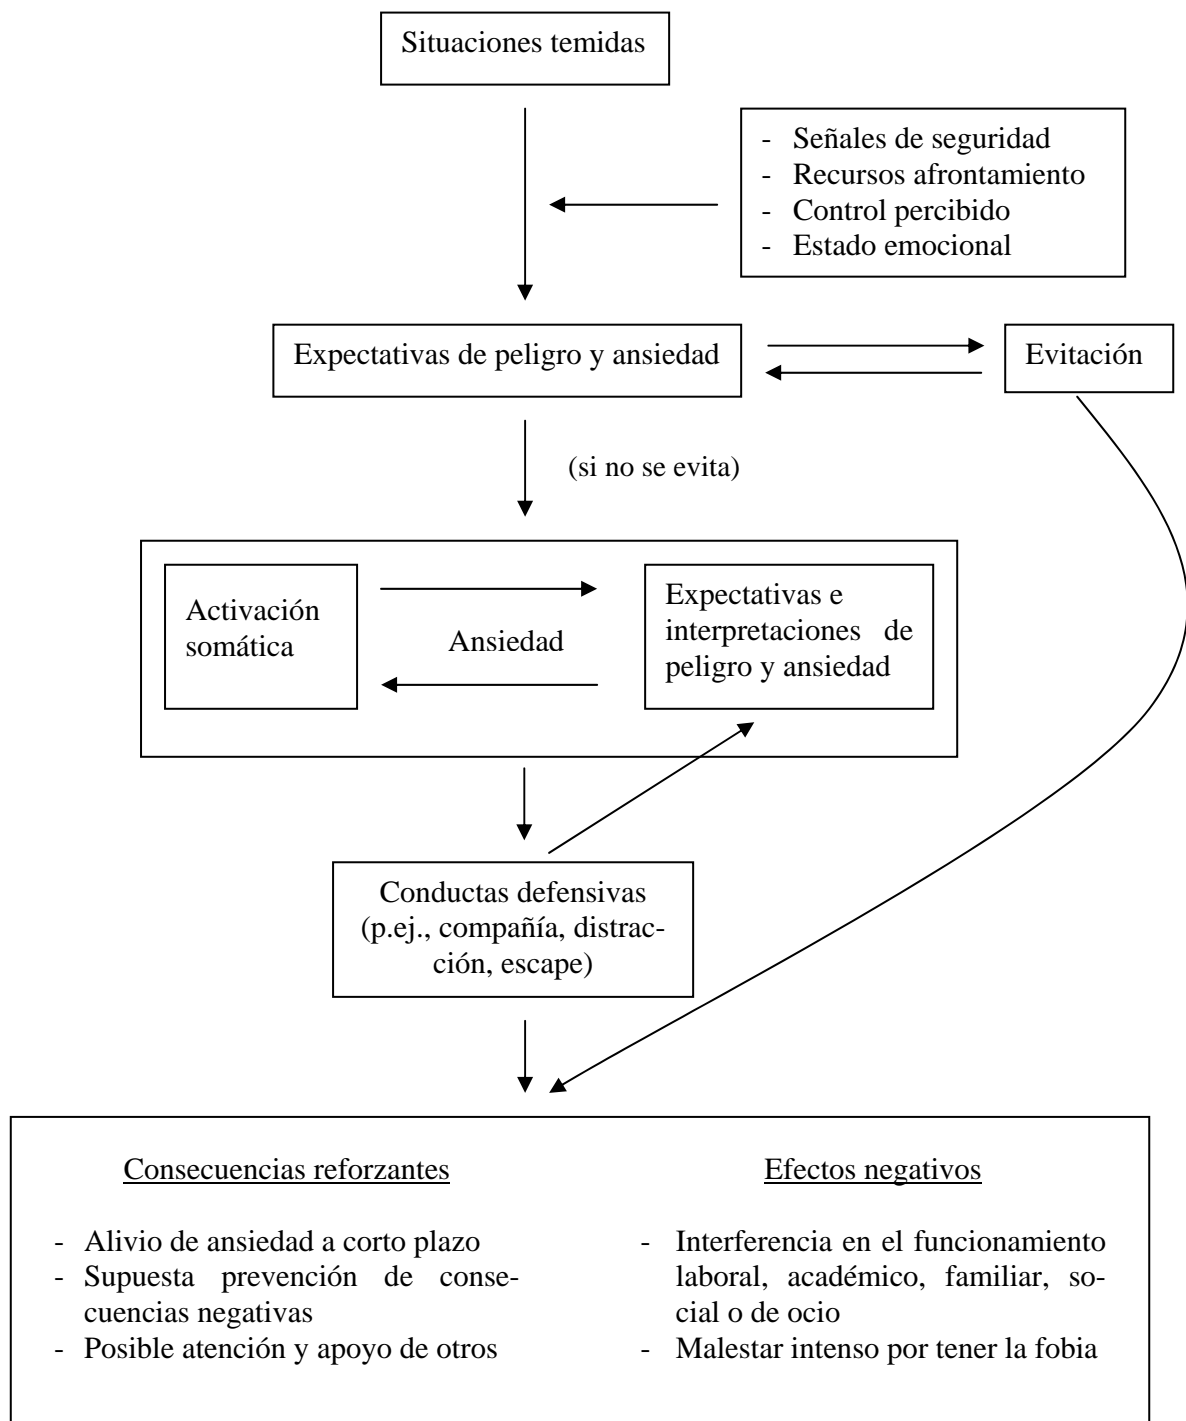 Situaciones temidas
- Señales de seguridad
- Recursos afrontamiento
- Control percibido
- Estado emocional
Expectativas de peligro y ansiedad
Evitación
(si no se evita)
Activación
somática
Ansiedad
Expectativas e
interpretaciones de
peligro y ansiedad
Conductas defensivas
(p.ej., compañía, distrac-
ción, escape)
Consecuencias reforzantes
- Alivio de ansiedad a corto plazo
- Supuesta prevención de conse-
cuencias negativas
- Posible atención y apoyo de otros
Efectos negativos
- Interferencia en el funcionamiento
laboral, académico, familiar, so-
cial o de ocio
- Malestar intenso por tener la fobia